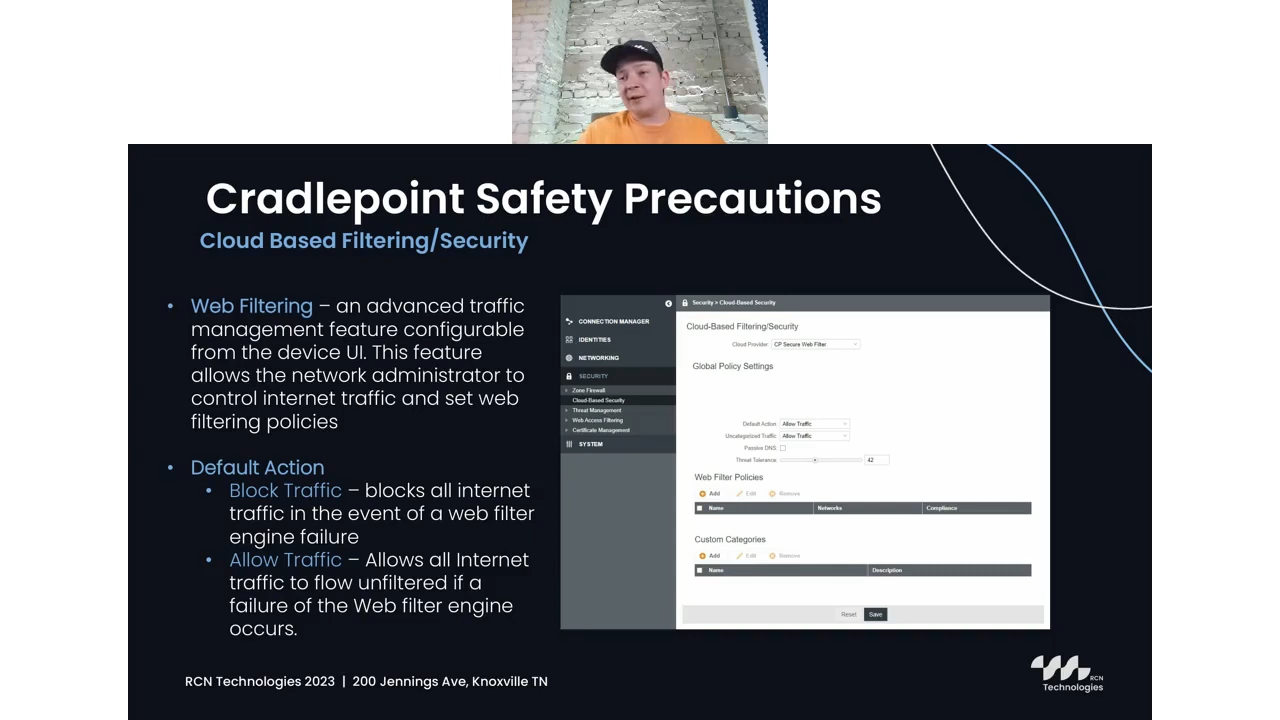 Cradlepoint Safety Precautions
Cloud Based Filtering/Security
• Web Filtering – an advanced traffic
management feature configurable
from the device UI. This feature
allows the network administrator to
control internet traffic and set web
filtering policies
• Default Action
• Block Traffic – blocks all internet
traffic in the event of a web filter
engine failure
• Allow Traffic – Allows all Internet
traffic to flow unfiltered if a
failure of the Web filter engine
occurs.
CONNECTION MANAGER
IDENTITIES
NETWORKING
SECURITY
Zone Firewall
Cloud-Based Security
Threat Management
Web Access Filtering
Certificate Management
SYSTEM
Security > Cloud-Based Security
Cloud-Based Filtering/Security
Cloud Provider: CP Secure Web Filter
Global Policy Settings
Default Action: Allow Traffic
Uncategorized Traffic: Allow Traffic
Passive DNS:
Threat Tolerance: 42
Web Filter Policies
Add Edit Remove
Name Networks Compliance
Custom Categories
Add Edit Remove
Name Description
Reset Save
RCN Technologies 2023 | 200 Jennings Ave, Knoxville TN
RCN
Technologies